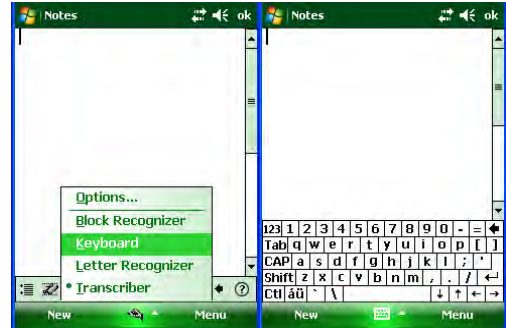 Notes ok
Options...
Block Recognizer
Keyboard
Letter Recognizer
Transcriber
New Menu
Notes ok
123 1 2 3 4 5 6 7 8 9 0 - =
Tab q w e r t y u i o p [ ]
CAP a s d f g h j k l ; '
Shift z x c v b n m , . /
Ctl áü ` \
New Menu